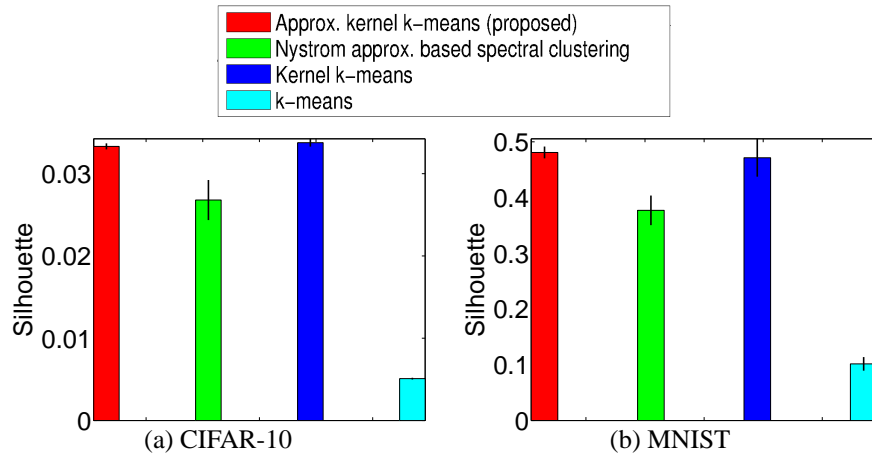 Approx. kernel k−means (proposed)
Nystrom approx. based spectral clustering
Kernel k−means
k−means
0.03
0.02
0.01
0
Silhouette
(a) CIFAR-10
0.5
0.4
0.3
0.2
0.1
0
Silhouette
(b) MNIST